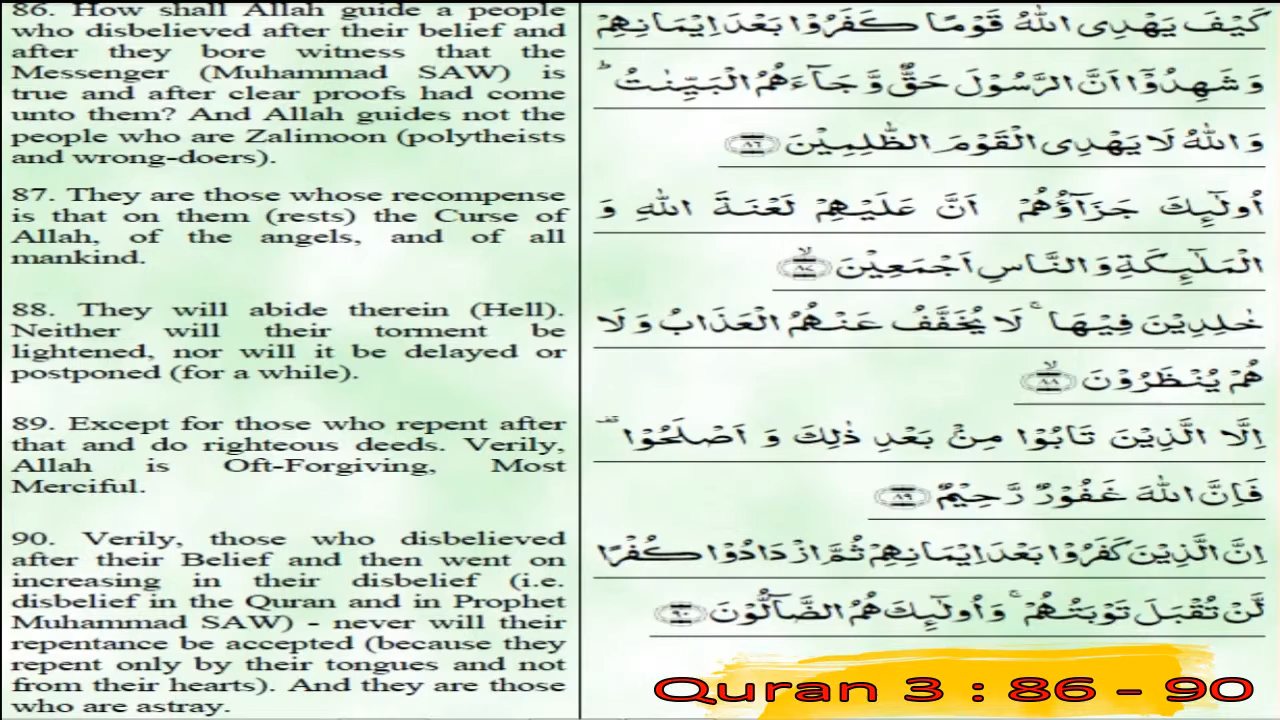 86. How shall Allah guide a people
who disbelieved after their belief and
after they bore witness that the
Messenger (Muhammad SAW) is
true and after clear proofs had come
unto them? And Allah guides not the
people who are Zalimoon (polytheists
and wrong-doers).
87. They are those whose recompense
is that on them (rests) the Curse of
Allah, of the angels, and of all
mankind.
88. They will abide therein (Hell).
Neither will their torment be
lightened, nor will it be delayed or
postponed (for a while).
89. Except for those who repent after
that and do righteous deeds. Verily,
Allah is Oft-Forgiving, Most
Merciful.
90. Verily, those who disbelieved
after their Belief and then went on
increasing in their disbelief (i.e.
disbelief in the Quran and in Prophet
Muhammad SAW) - never will their
repentance be accepted (because they
repent only by their tongues and not
from their hearts). And they are those
who are astray.
كَيْفَ يَهْدِى اللّٰهُ قَوْمًا كَفَرُوْا بَعْدَ اِيْمَانِهِمْ
وَ شَهِدُوْۤا اَنَّ الرَّسُوْلَ حَقٌّ وَّ جَآءَهُمُ الْبَيِّنٰتُ ؕ
وَ اللّٰهُ لَا يَهْدِى الْقَوْمَ الظّٰلِمِيْنَ ﴿۸۶﴾
اُولٰٓئِكَ جَزَآؤُهُمْ اَنَّ عَلَيْهِمْ لَعْنَةَ اللّٰهِ وَ
الْمَلٰٓئِكَةِ وَ النَّاسِ اَجْمَعِيْنَ ﴿ۙ۸۷﴾
خٰلِدِيْنَ فِيْهَا ۚ لَا يُخَفَّفُ عَنْهُمُ الْعَذَابُ وَ لَا
هُمْ يُنْظَرُوْنَ ﴿ۙ۸۸﴾
اِلَّا الَّذِيْنَ تَابُوْا مِنْۢ بَعْدِ ذٰلِكَ وَ اَصْلَحُوْا ۟
فَاِنَّ اللّٰهَ غَفُوْرٌ رَّحِيْمٌ ﴿۸۹﴾
اِنَّ الَّذِيْنَ كَفَرُوْا بَعْدَ اِيْمَانِهِمْ ثُمَّ ازْدَادُوْا كُفْرًا
لَّنْ تُقْبَلَ تَوْبَتُهُمْ ۚ وَ اُولٰٓئِكَ هُمُ الضَّآلُّوْنَ ﴿۹۰﴾
Quran 3 : 86 - 90